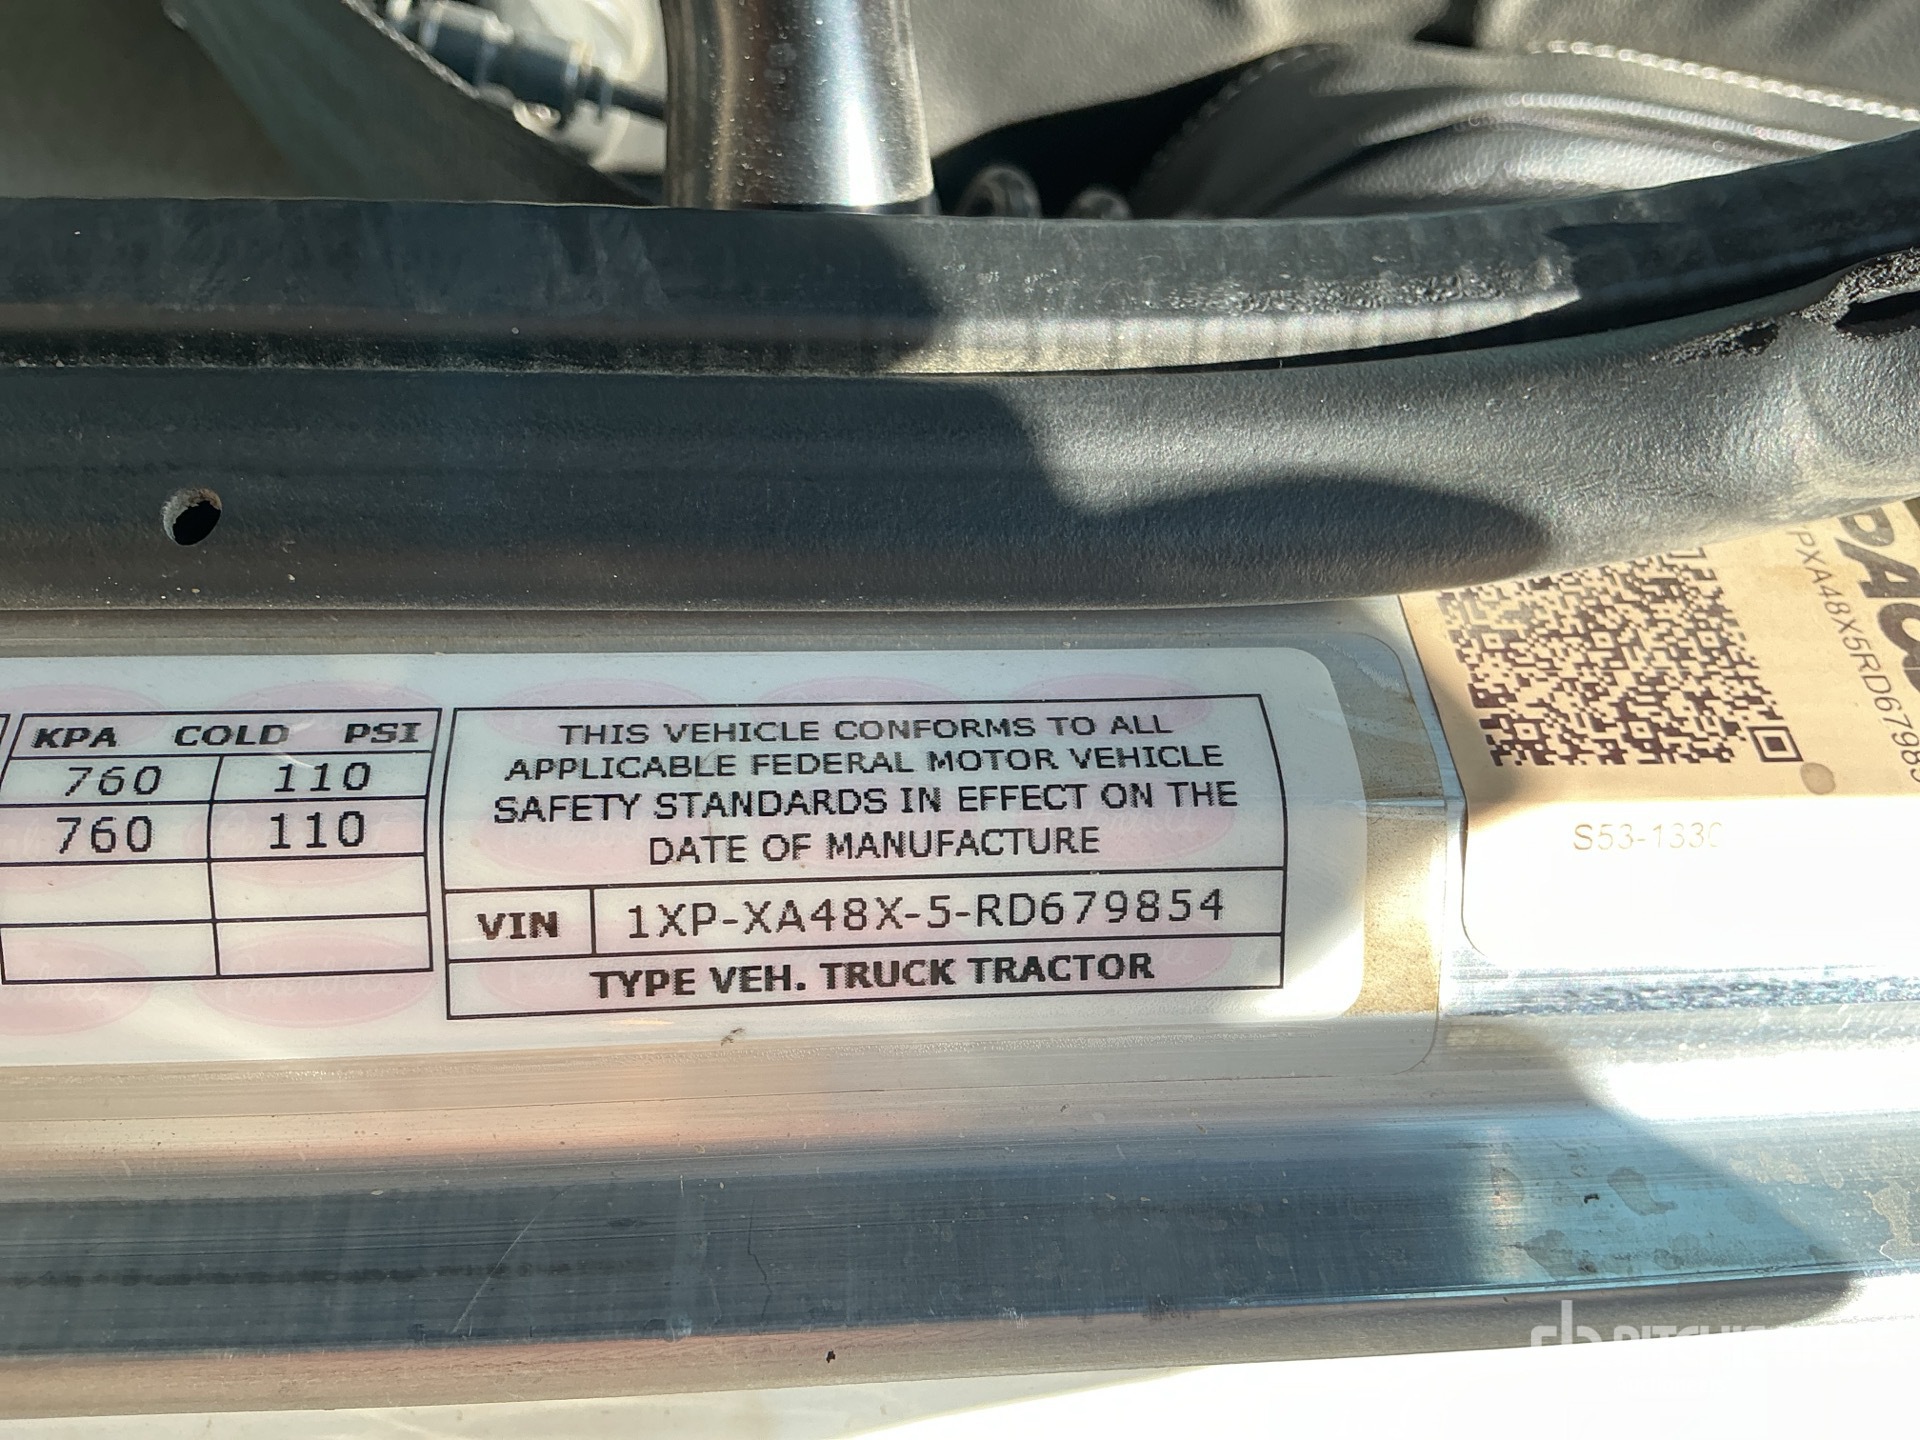 KPA COLD PSI
760 110
760 110
THIS VEHICLE CONFORMS TO ALL
APPLICABLE FEDERAL MOTOR VEHICLE
SAFETY STANDARDS IN EFFECT ON THE
DATE OF MANUFACTURE
VIN 1XP-XA48X-5-RD679854
TYPE VEH. TRUCK TRACTOR
PXA48X5RD67985
S53-1330